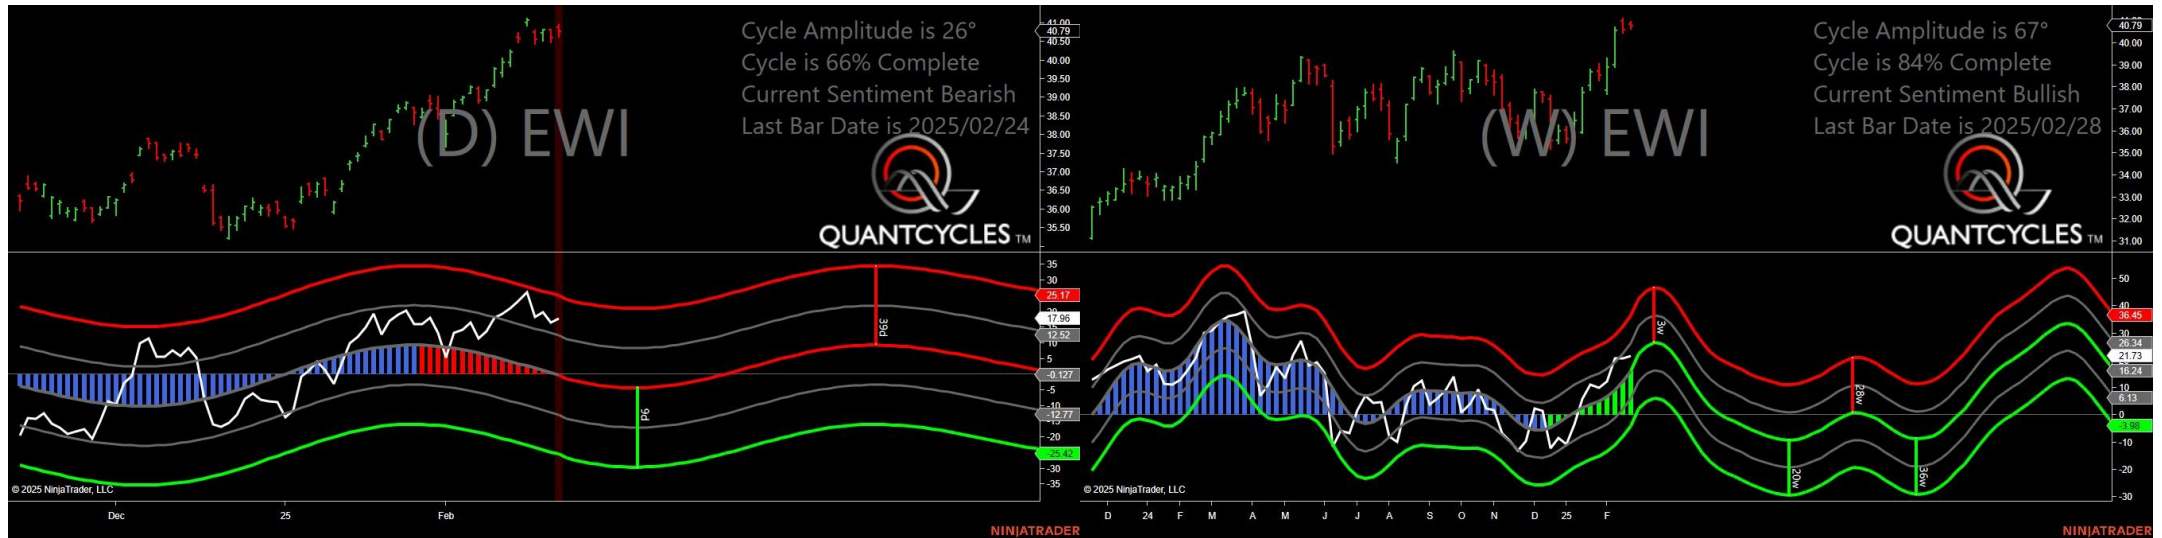 Cycle Amplitude is 26°
Cycle is 66% Complete
Current Sentiment Bearish
Last Bar Date is 2025/02/24
(D) EWI
QUANTCYCLES TM
41.00
40.79
40.50
40.00
39.50
39.00
38.50
38.00
37.50
37.00
36.50
36.00
35.50
35
30
25.17
17.96
12.52
10
5
-0.127
-5
-10
-12.77
-15
-20
-25.42
-30
-35
39d
9d
© 2025 NinjaTrader, LLC
Dec
25
Feb
NINJATRADER
Cycle Amplitude is 67°
Cycle is 84% Complete
Current Sentiment Bullish
Last Bar Date is 2025/02/28
(W) EWI
QUANTCYCLES TM
40.79
40.00
39.00
38.00
37.00
36.00
35.00
34.00
33.00
32.00
31.00
50
40
36.45
30
26.34
21.73
16.24
10
6.13
0
-3.98
-10
-20
-30
3w
28w
20w
36w
© 2025 NinjaTrader, LLC
D 24 F M A M J J A S O N D 25 F
NINJATRADER